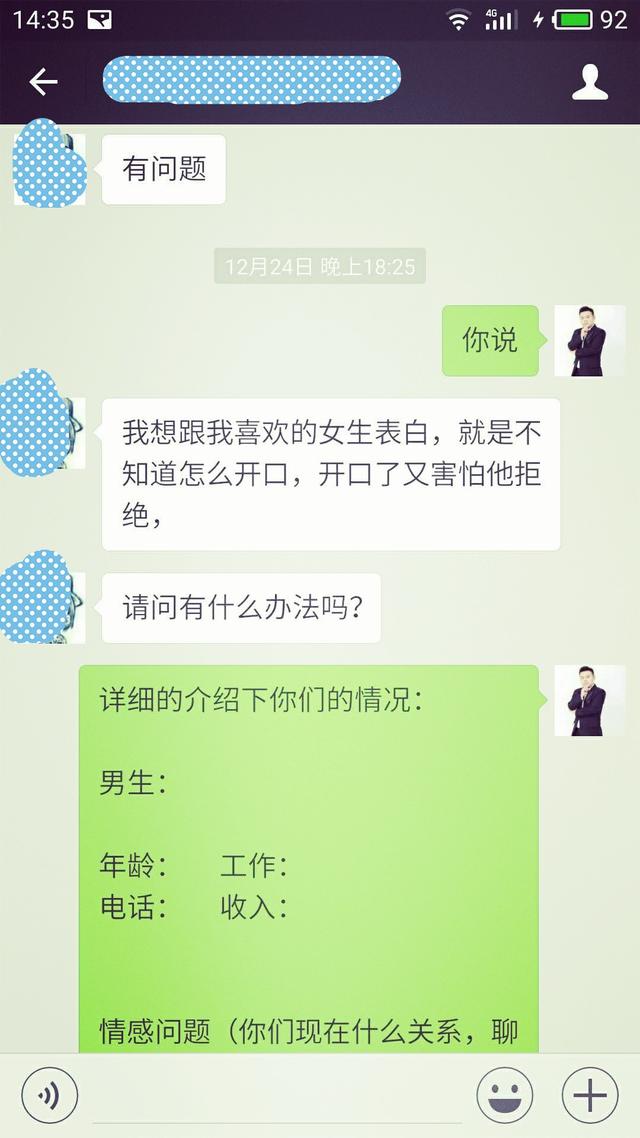 14:35
4G
92
有问题
12月24日 晚上18:25
你说
我想跟我喜欢的女生表白，就是不
知道怎么开口，开口了又害怕他拒
绝，
请问有什么办法吗？
详细的介绍下你们的情况：
男生：
年龄： 工作：
电话： 收入：
情感问题（你们现在什么关系，聊